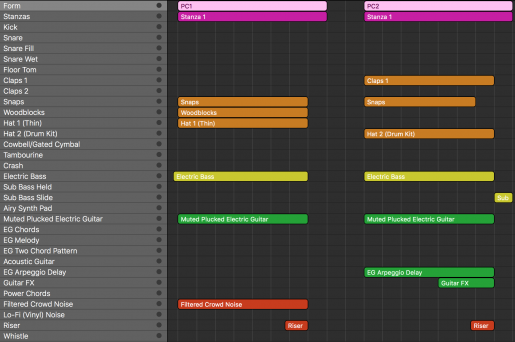 Form PC1 PC2
Stanzas Stanza 1 Stanza 1
Kick
Snare
Snare Fill
Snare Wet
Floor Tom
Claps 1 Claps 1
Claps 2
Snaps Snaps Snaps
Woodblocks Woodblocks
Hat 1 (Thin) Hat 1 (Thin)
Hat 2 (Drum Kit) Hat 2 (Drum Kit)
Cowbell/Gated Cymbal
Tambourine
Crash
Electric Bass Electric Bass Electric Bass
Sub Bass Held
Sub Bass Slide Sub
Airy Synth Pad
Muted Plucked Electric Guitar Muted Plucked Electric Guitar Muted Plucked Electric Guitar
EG Chords
EG Melody
EG Two Chord Pattern
Acoustic Guitar
EG Arpeggio Delay EG Arpeggio Delay
Guitar FX Guitar FX
Power Chords
Filtered Crowd Noise Filtered Crowd Noise
Lo-Fi (Vinyl) Noise
Riser Riser Riser
Whistle